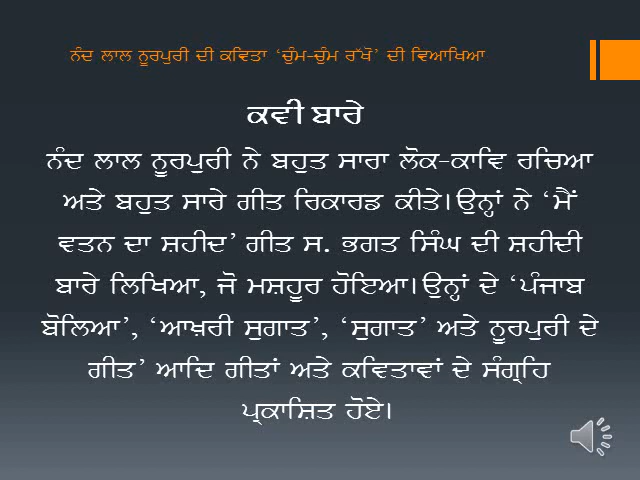 ਨੰਦ ਲਾਲ ਨੂਰਪੁਰੀ ਦੀ ਕਵਿਤਾ ‘ਚੁੰਮ-ਚੁੰਮ ਰੱਖੋ’ ਦੀ ਵਿਆਖਿਆ
ਕਵੀ ਬਾਰੇ
ਨੰਦ ਲਾਲ ਨੂਰਪੁਰੀ ਨੇ ਬਹੁਤ ਸਾਰਾ ਲੋਕ-ਕਾਵਿ ਰਚਿਆ
ਅਤੇ ਬਹੁਤ ਸਾਰੇ ਗੀਤ ਰਿਕਾਰਡ ਕੀਤੇ। ਉਨ੍ਹਾਂ ਨੇ ‘ਮੈਂ
ਵਤਨ ਦਾ ਸ਼ਹੀਦ’ ਗੀਤ ਸ. ਭਗਤ ਸਿੰਘ ਦੀ ਸ਼ਹੀਦੀ
ਬਾਰੇ ਲਿਖਿਆ, ਜੋ ਮਸ਼ਹੂਰ ਹੋਇਆ। ਉਨ੍ਹਾਂ ਦੇ ‘ਪੰਜਾਬ
ਬੋਲਿਆ’, ‘ਆਖ਼ਰੀ ਸੁਗਾਤ’, ‘ਸੁਗਾਤ’ ਅਤੇ ਨੂਰਪੁਰੀ ਦੇ
ਗੀਤ’ ਆਦਿ ਗੀਤਾਂ ਅਤੇ ਕਵਿਤਾਵਾਂ ਦੇ ਸੰਗ੍ਰਹਿ
ਪ੍ਰਕਾਸ਼ਿਤ ਹੋਏ।